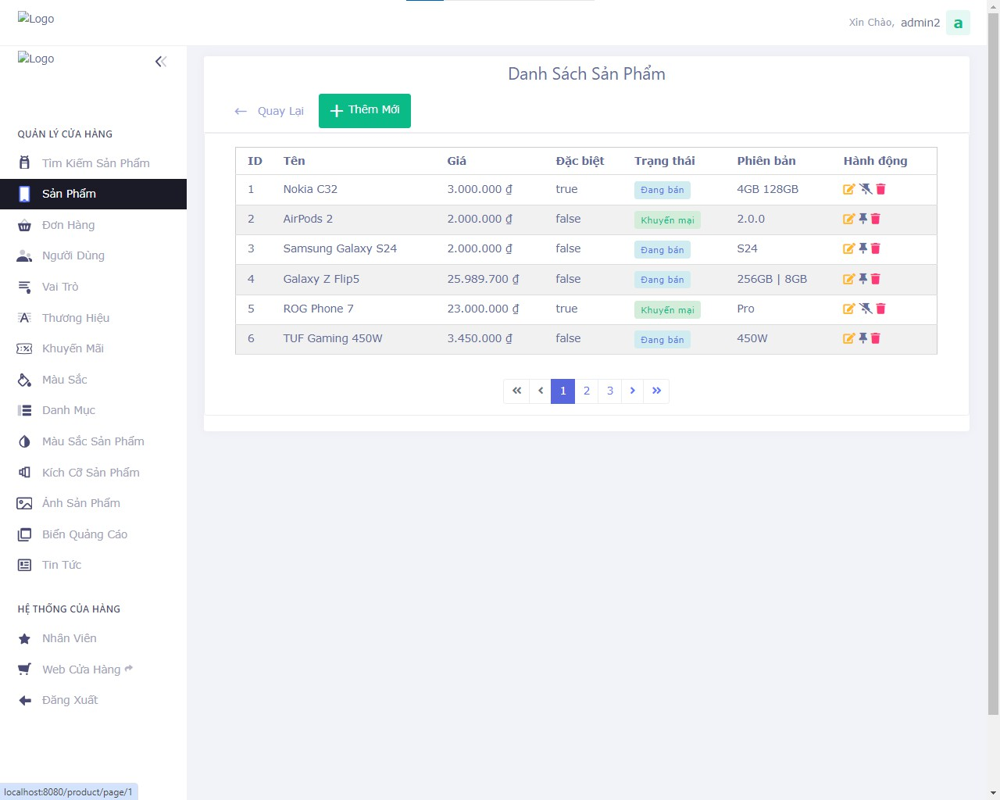 Logo
Xin Chào, admin2 a
Logo
QUẢN LÝ CỬA HÀNG
Tìm Kiếm Sản Phẩm
Sản Phẩm
Đơn Hàng
Người Dùng
Vai Trò
Thương Hiệu
Khuyến Mãi
Màu Sắc
Danh Mục
Màu Sắc Sản Phẩm
Kích Cỡ Sản Phẩm
Ảnh Sản Phẩm
Biển Quảng Cáo
Tin Tức
HỆ THỐNG CỦA HÀNG
Nhân Viên
Web Cửa Hàng
Đăng Xuất
Danh Sách Sản Phẩm
Quay Lại Thêm Mới
ID Tên Giá Đặc biệt Trạng thái Phiên bản Hành động
1 Nokia C32 3.000.000 ₫ true Đang bán 4GB 128GB
2 AirPods 2 2.000.000 ₫ false Khuyến mại 2.0.0
3 Samsung Galaxy S24 2.000.000 ₫ false Đang bán S24
4 Galaxy Z Flip5 25.989.700 ₫ false Đang bán 256GB | 8GB
5 ROG Phone 7 23.000.000 ₫ true Khuyến mại Pro
6 TUF Gaming 450W 3.450.000 ₫ false Đang bán 450W
1 2 3
localhost:8080/product/page/1